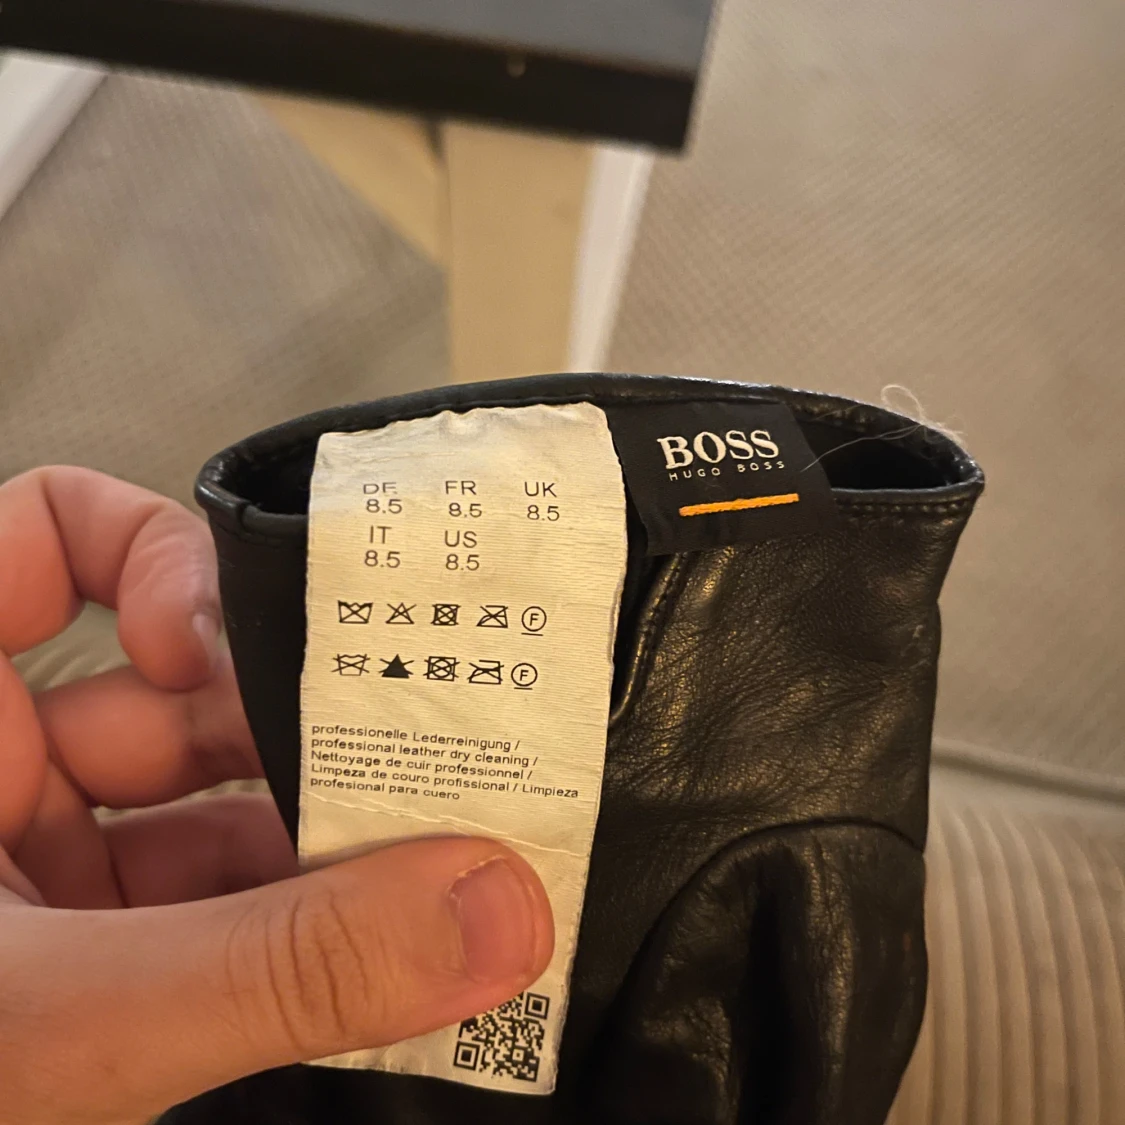 DE FR UK
8.5 8.5 8.5
IT US
8.5 8.5
F
F
professionelle Lederreinigung /
professional leather dry cleaning /
Nettoyage de cuir professionnel /
Limpeza de couro profissional / Limpieza
profesional para cuero
BOSS
HUGO BOSS